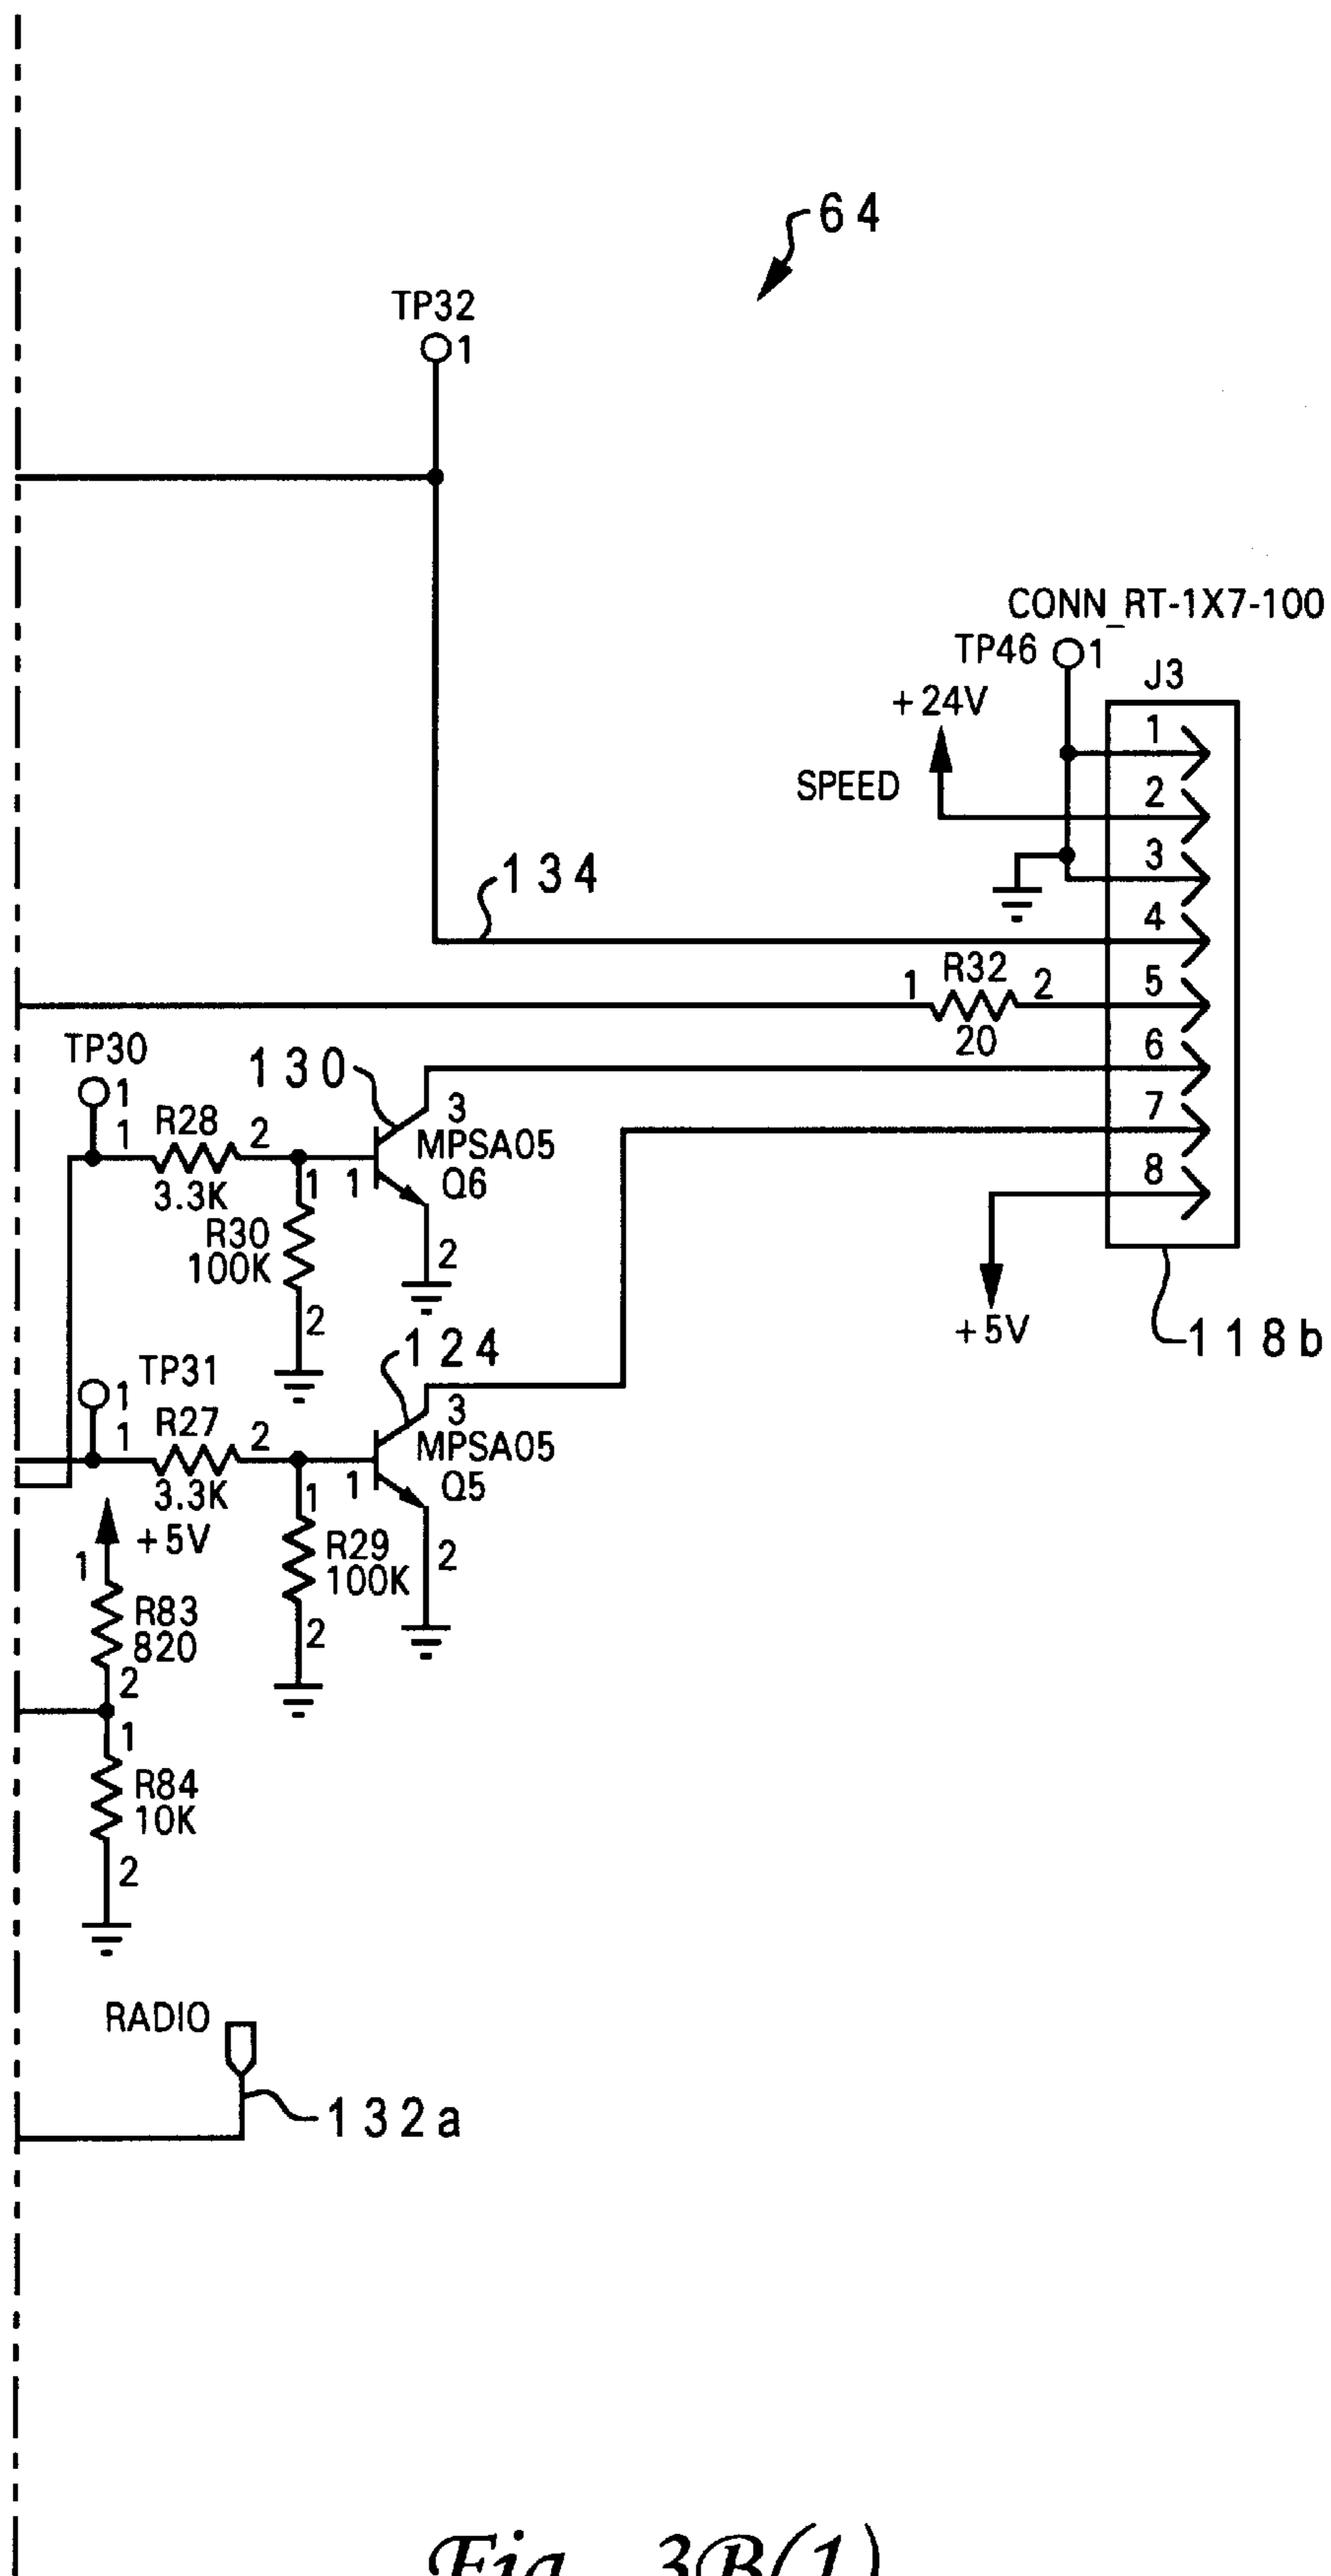 64
TP32
1
CONN_RT-1X7-100
TP46
1
J3
+24V
SPEED
1
2
3
4
5
6
7
8
134
1
R32
2
20
TP30
1
130
1
R28
2
3.3K
3
MPSA05
Q6
1
1
R30
100K
2
2
+5V
118b
124
TP31
1
1
R27
2
3.3K
3
MPSA05
Q5
1
1
R29
100K
2
2
+5V
1
R83
820
2
1
R84
10K
2
RADIO
132a
Fig. 3B(1)